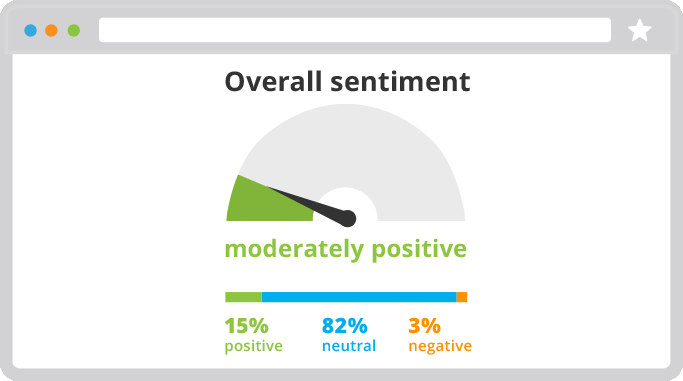 Overall sentiment
moderately positive
15% 82% 3%
positive neutral negative